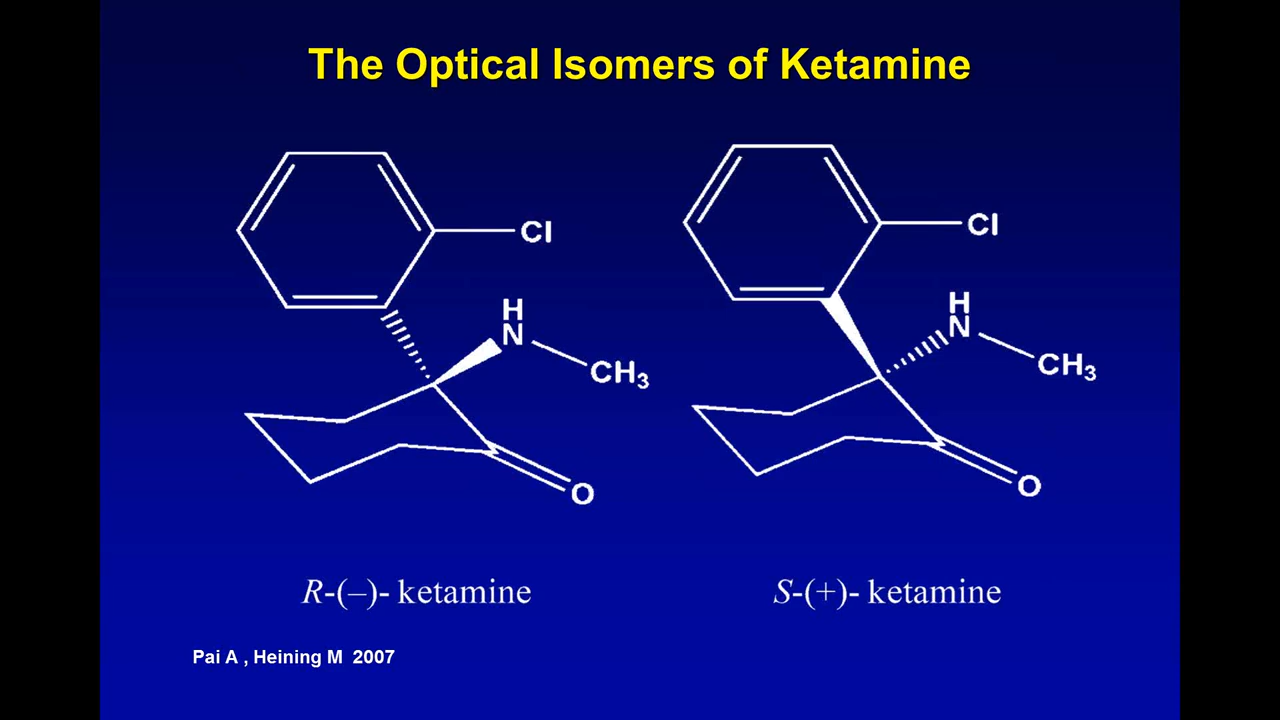 The Optical Isomers of Ketamine
Cl
H
N
CH₃
O
Cl
H
N
CH₃
O
R-(–)- ketamine
S-(+)- ketamine
Pai A , Heining M  2007